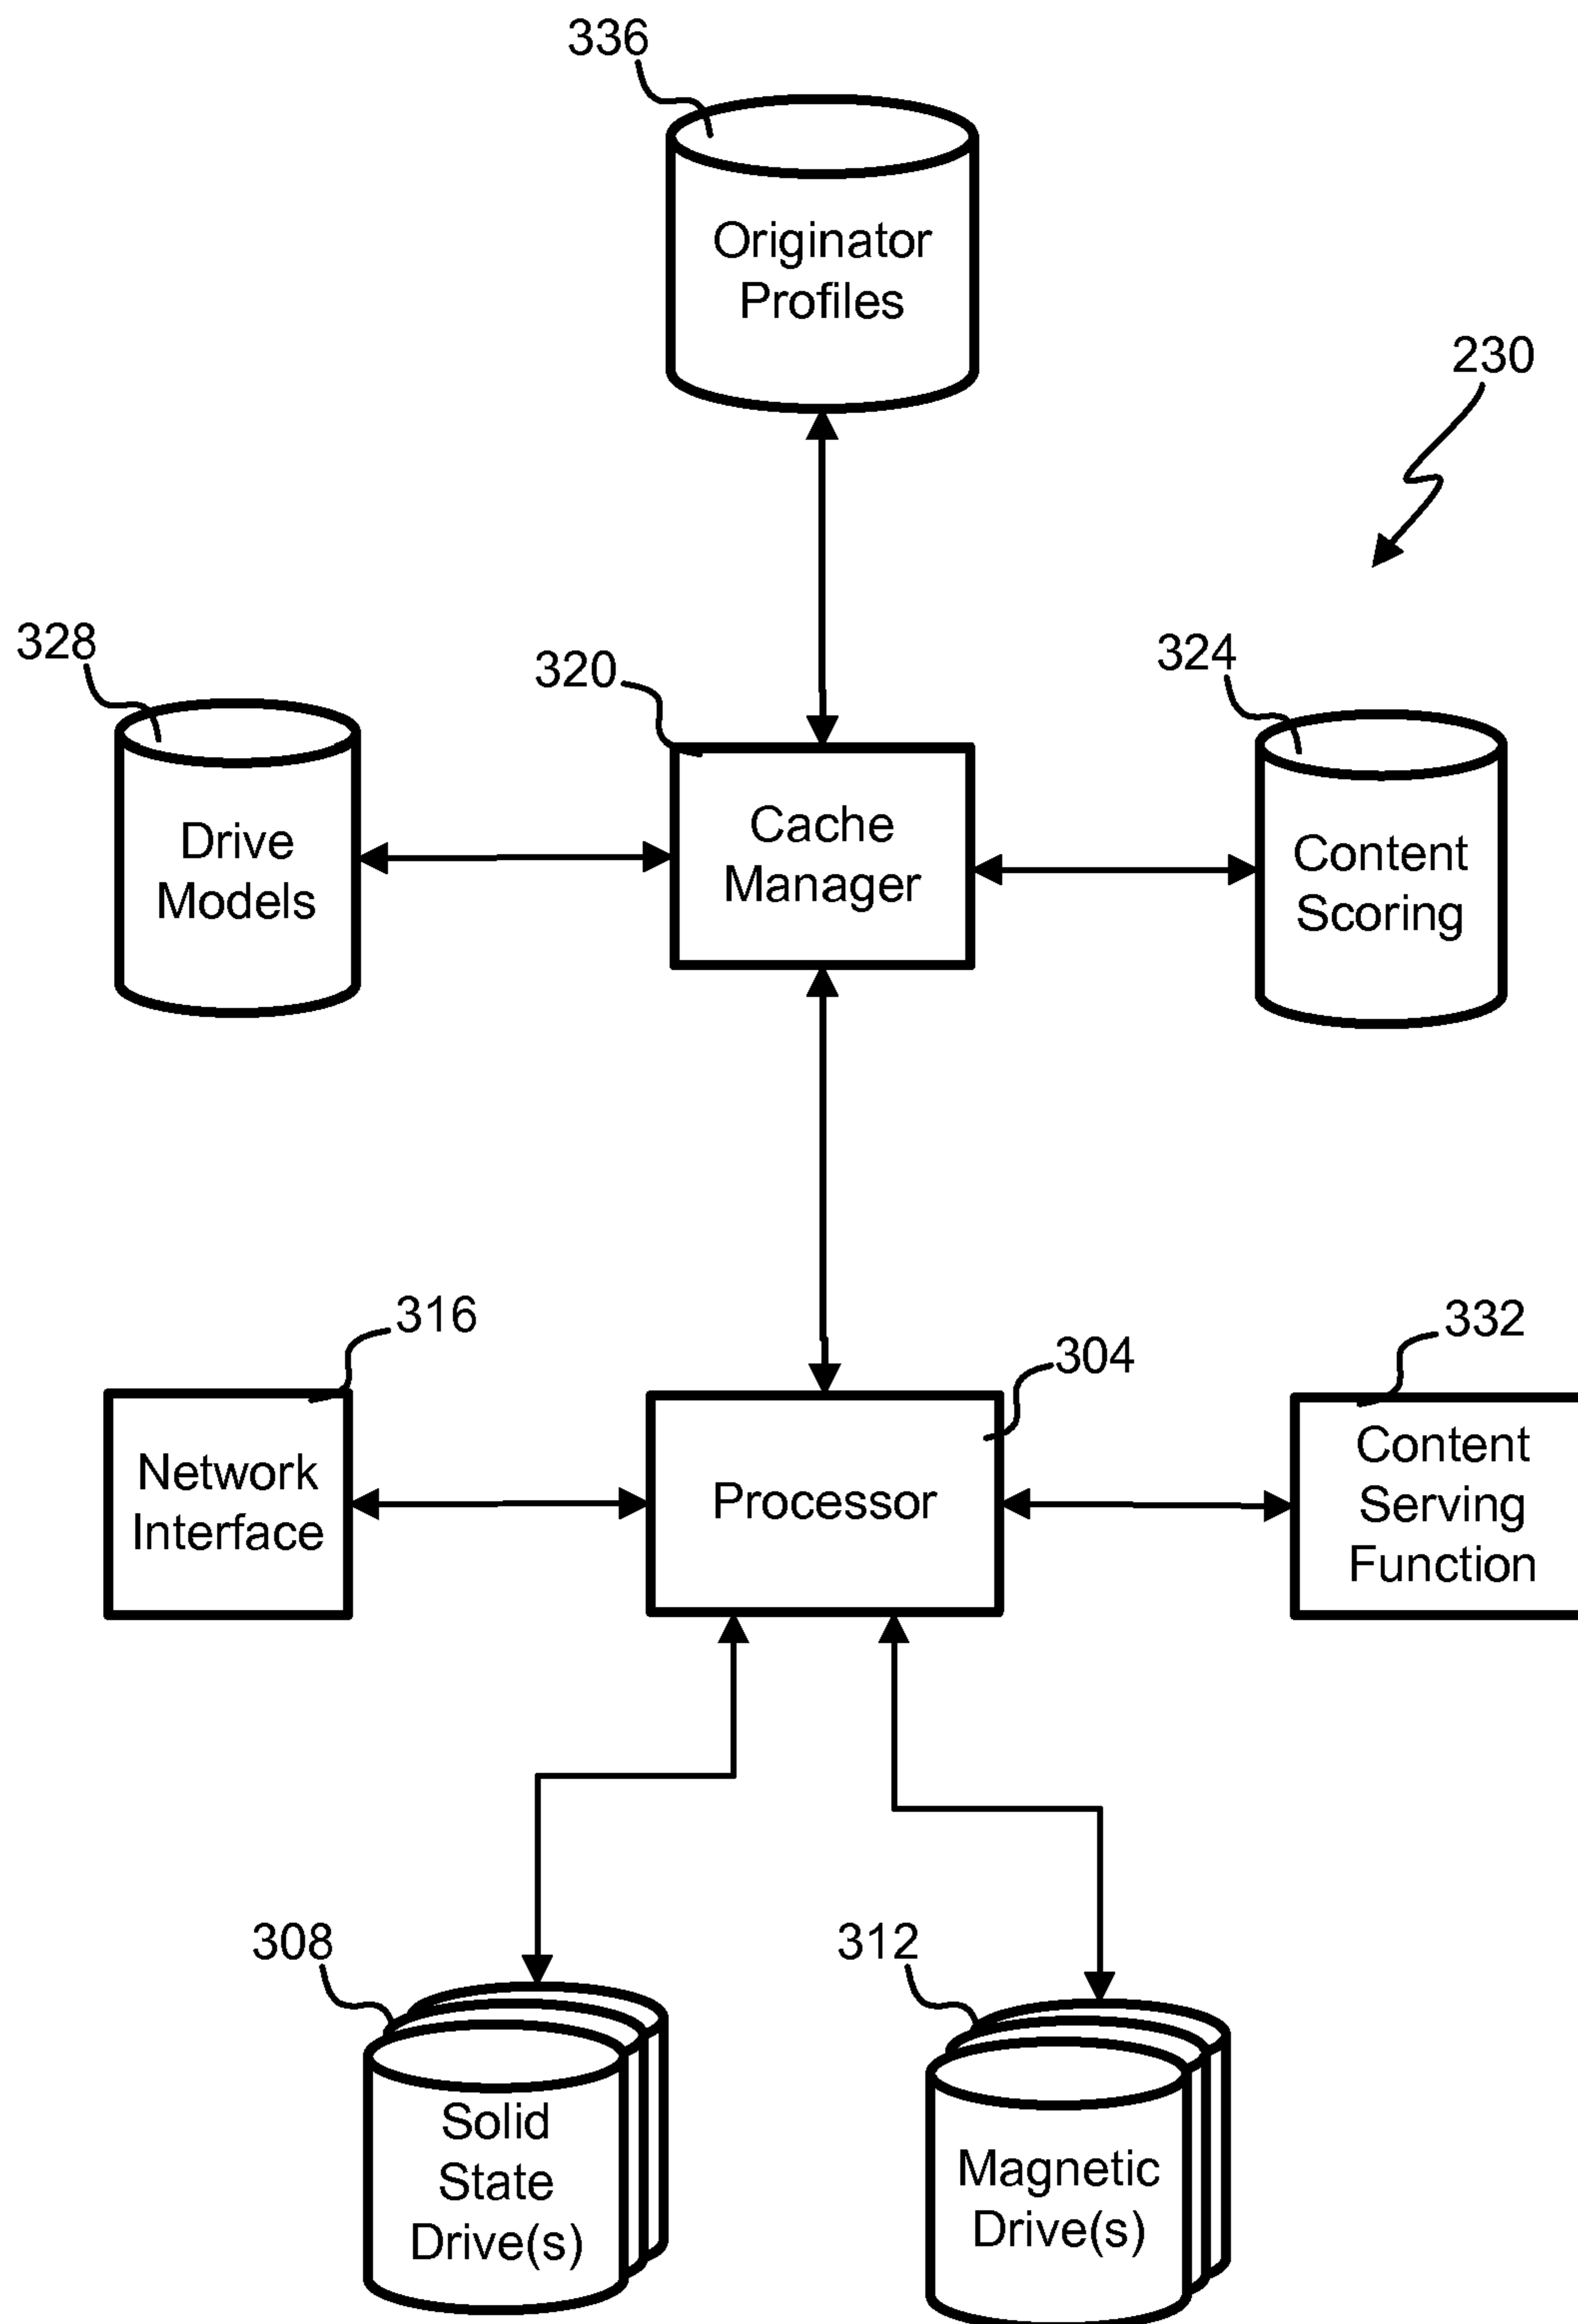 336
Originator
Profiles
230
328
320
324
Drive
Models
Cache
Manager
Content
Scoring
316
304
332
Network
Interface
Processor
Content
Serving
Function
308
312
Solid
State
Drive(s)
Magnetic
Drive(s)